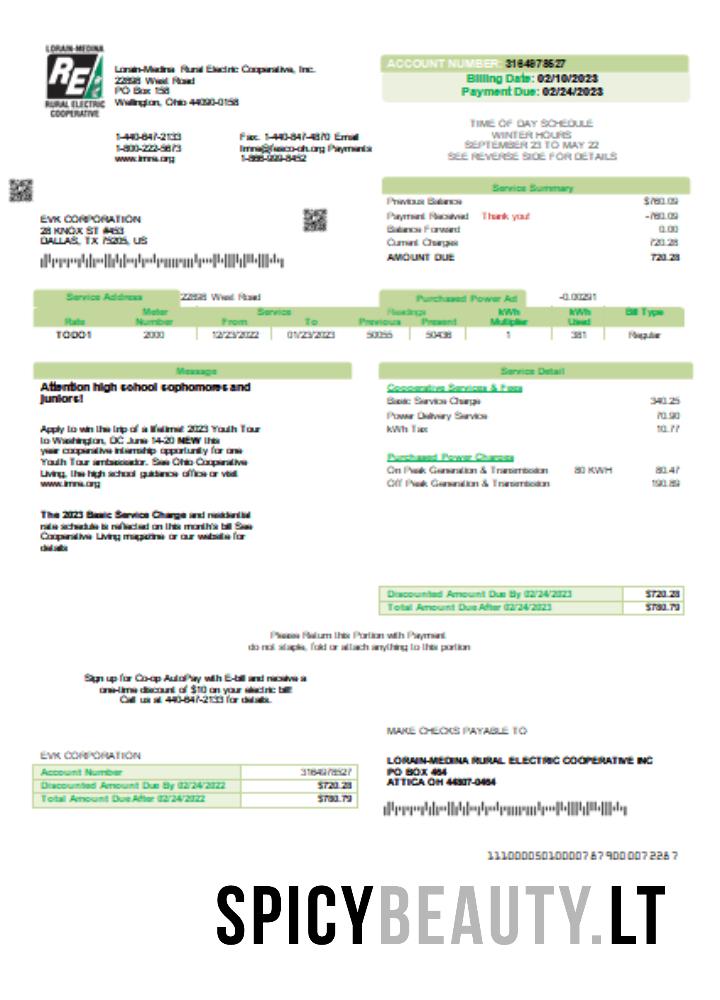 LORAIN-MEDINA
RE
RURAL ELECTRIC
COOPERATIVE
Lorain-Medina Rural Electric Cooperative, Inc.
22898 West Road
PO Box 158
Wellington, Ohio 44090-0158
1-440-647-2133
1-800-222-5673
www.lmre.org
Fax. 1-440-647-4870 Email
lmre@fesco-oh.org Payments
1-866-999-8452
ACCOUNT NUMBER: 3164978527
Billing Date: 02/10/2023
Payment Due: 02/24/2023
TIME OF DAY SCHEDULE
WINTER HOURS
SEPTEMBER 23 TO MAY 22
SEE REVERSE SIDE FOR DETAILS
EVK CORPORATION
28 KNOX ST #453
DALLAS, TX 75205, US
Service Summary
Previous Balance $760.09
Payment Received Thank you! -760.09
Balance Forward 0.00
Current Charges 720.28
AMOUNT DUE 720.28
Service Address 22898 West Road Purchased Power Ad -0.00291
Meter Service Readings kWh kWh Bill Type
Rate Number From To Previous Present Multiplier Used
TODO1 2000 12/23/2022 01/23/2023 50055 50436 1 381 Regular
Message
Attention high school sophomores and
juniors!
Apply to win the trip of a lifetime! 2023 Youth Tour
to Washington, DC June 14-20 NEW this
year cooperative internship opportunity for one
Youth Tour ambassador. See Ohio Cooperative
Living, the high school guidance office or visit
www.lmre.org
The 2023 Basic Service Charge and residential
rate schedule is reflected on this month's bill See
Cooperative Living magazine or our website for
details
Service Detail
Cooperative Services & Fees
Basic Service Charge 340.25
Power Delivery Service 70.90
kWh Tax 10.77
Purchased Power Charges
On Peak Generation & Transmission 80 KWH 80.47
Off Peak Generation & Transmission 190.89
Discounted Amount Due By 02/24/2023 $720.28
Total Amount Due After 02/24/2023 $780.79
Please Return this Portion with Payment
do not staple, fold or attach anything to this portion
Sign up for Co-op AutoPay with E-bill and receive a
one-time discount of $10 on your electric bill!
Call us at 440-647-2133 for details.
MAKE CHECKS PAYABLE TO
EVK CORPORATION
Account Number 3164978527
Discounted Amount Due By 02/24/2022 $720.28
Total Amount Due After 02/24/2022 $780.79
LORAIN-MEDINA RURAL ELECTRIC COOPERATIVE INC
PO BOX 464
ATTICA OH 44807-0464
11100005010000787900007 2287
SPICYBEAUTY.LT